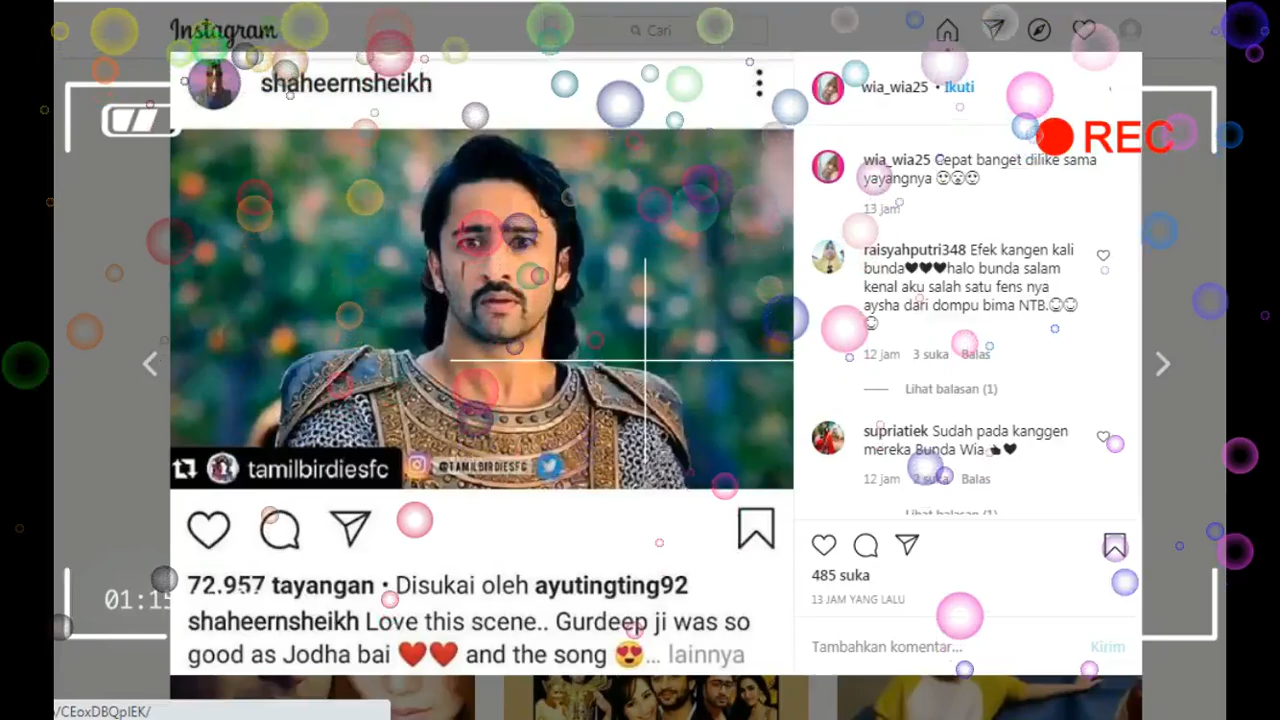 Instagram
Cari
shaheernsheikh
wia_wia25 • Ikuti
REC
wia_wia25 Cepat banget dilike sama
yayangnya
13 jam
raisyahputri348 Efek kangen kali
bunda🖤🖤🖤halo bunda salam
kenal aku salah satu fens nya
aysha dari dompu bima NTB.
12 jam 3 suka Balas
Lihat balasan (1)
supriatiek Sudah pada kanggen
mereka Bunda Wia
12 jam 2 suka Balas
Lihat balasan (1)
tamilbirdiesfc
@TAMILBIRDIESFC
72.957 tayangan • Disukai oleh ayutingting92
shaheernsheikh Love this scene.. Gurdeep ji was so
good as Jodha bai ❤️❤️ and the song 😍... lainnya
485 suka
13 JAM YANG LALU
Tambahkan komentar...
Kirim
01:15
/CEoxDBQpIEK/